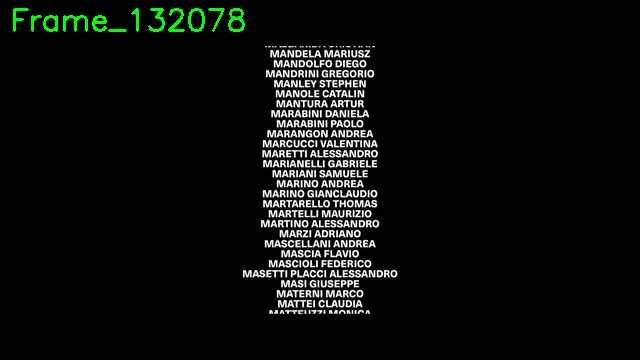 Frame_132078
MANDELA MARIUSZ
MANDOLFO DIEGO
MANDRINI GREGORIO
MANLEY STEPHEN
MANOLE CATALIN
MANTURA ARTUR
MARABINI DANIELA
MARABINI PAOLO
MARANGON ANDREA
MARCUCCI VALENTINA
MARETTI ALESSANDRO
MARIANELLI GABRIELE
MARIANI SAMUELE
MARINO ANDREA
MARINO GIANCLAUDIO
MARTARELLO THOMAS
MARTELLI MAURIZIO
MARTINO ALESSANDRO
MARZI ADRIANO
MASCELLANI ANDREA
MASCIA FLAVIO
MASCIOLI FEDERICO
MASETTI PLACCI ALESSANDRO
MASI GIUSEPPE
MATERNI MARCO
MATTEI CLAUDIA
MATTEUZZI MONICA